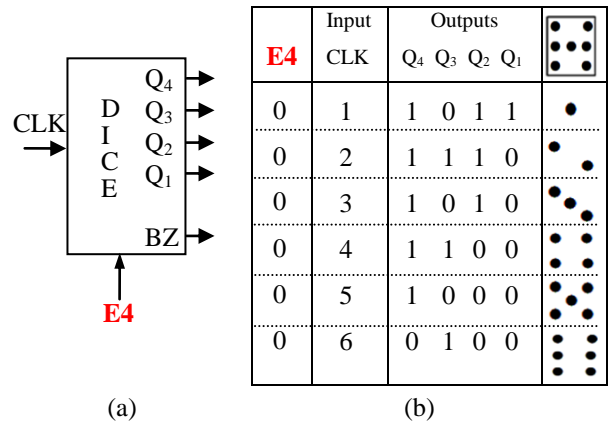 CLK
D
I
C
E
Q4
Q3
Q2
Q1
BZ
E4
(a)
E4 Input CLK Outputs
Q4 Q3 Q2 Q1
0 1 1 0 1 1
0 2 1 1 1 0
0 3 1 0 1 0
0 4 1 1 0 0
0 5 1 0 0 0
0 6 0 1 0 0
(b)